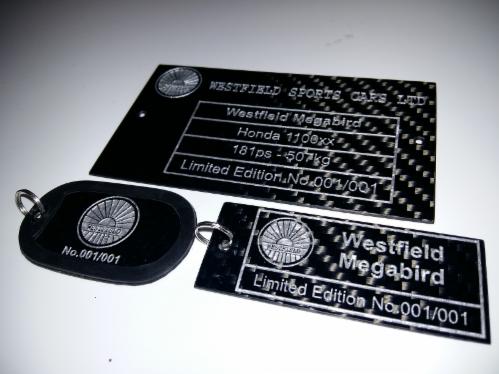 WESTFIELD SPORTS CARS LTD
Westfield Megabird
Honda 1100xx
181ps - 507kg
Limited Edition No.001/001
No.001/001
Westfield
Megabird
Limited Edition No.001/001